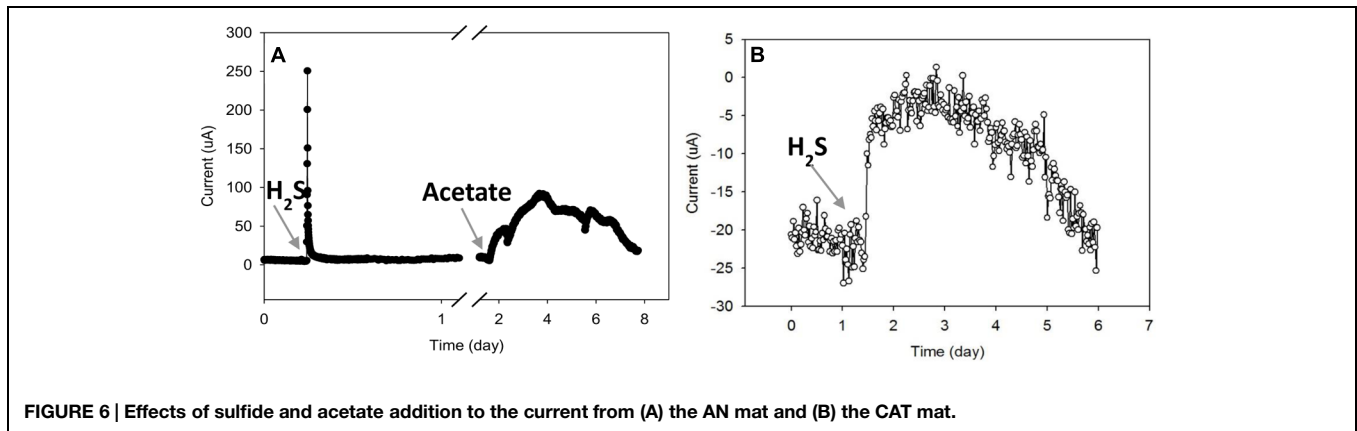 A
300
250
200
150
100
50
0
Current (uA)
H2S
Acetate
0 1 2 4 6 8
Time (day)
B
5
0
-5
-10
-15
-20
-25
-30
Current (uA)
H2S
0 1 2 3 4 5 6 7
Time (day)
FIGURE 6 | Effects of sulfide and acetate addition to the current from (A) the AN mat and (B) the CAT mat.